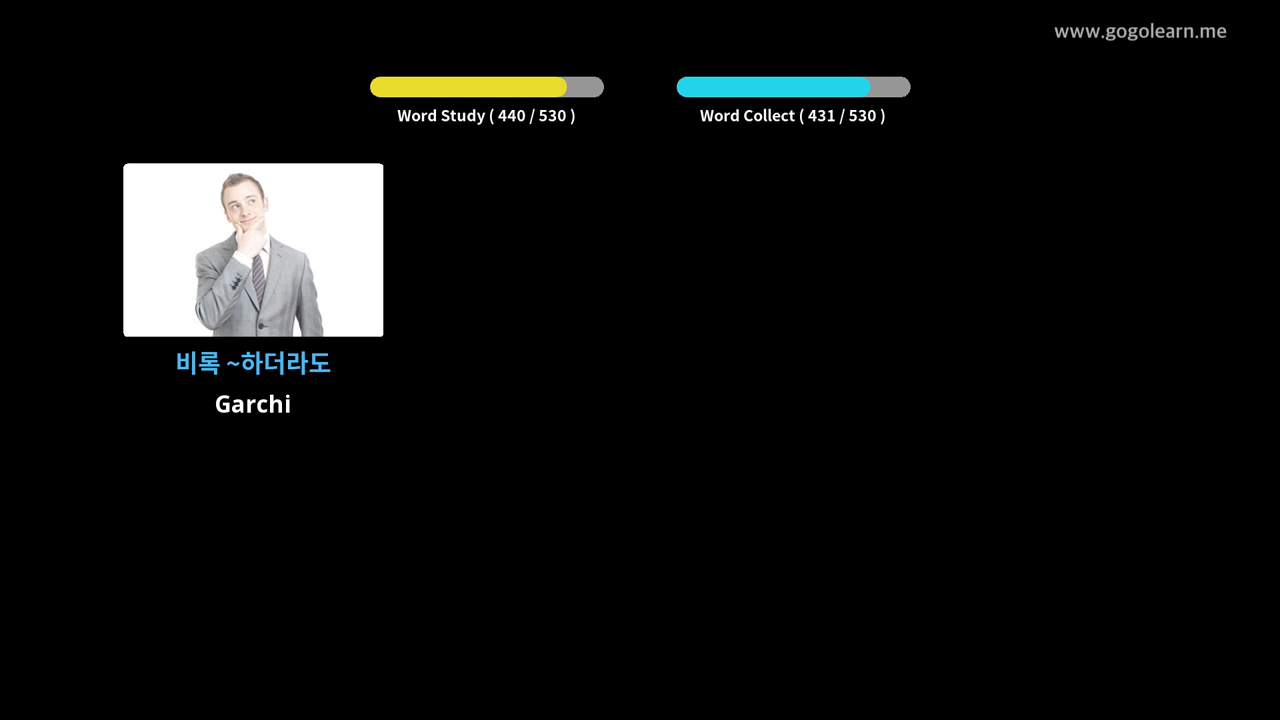 www.gogolearn.me
Word Study ( 440 / 530 )
Word Collect ( 431 / 530 )
비록 ~하더라도
Garchi